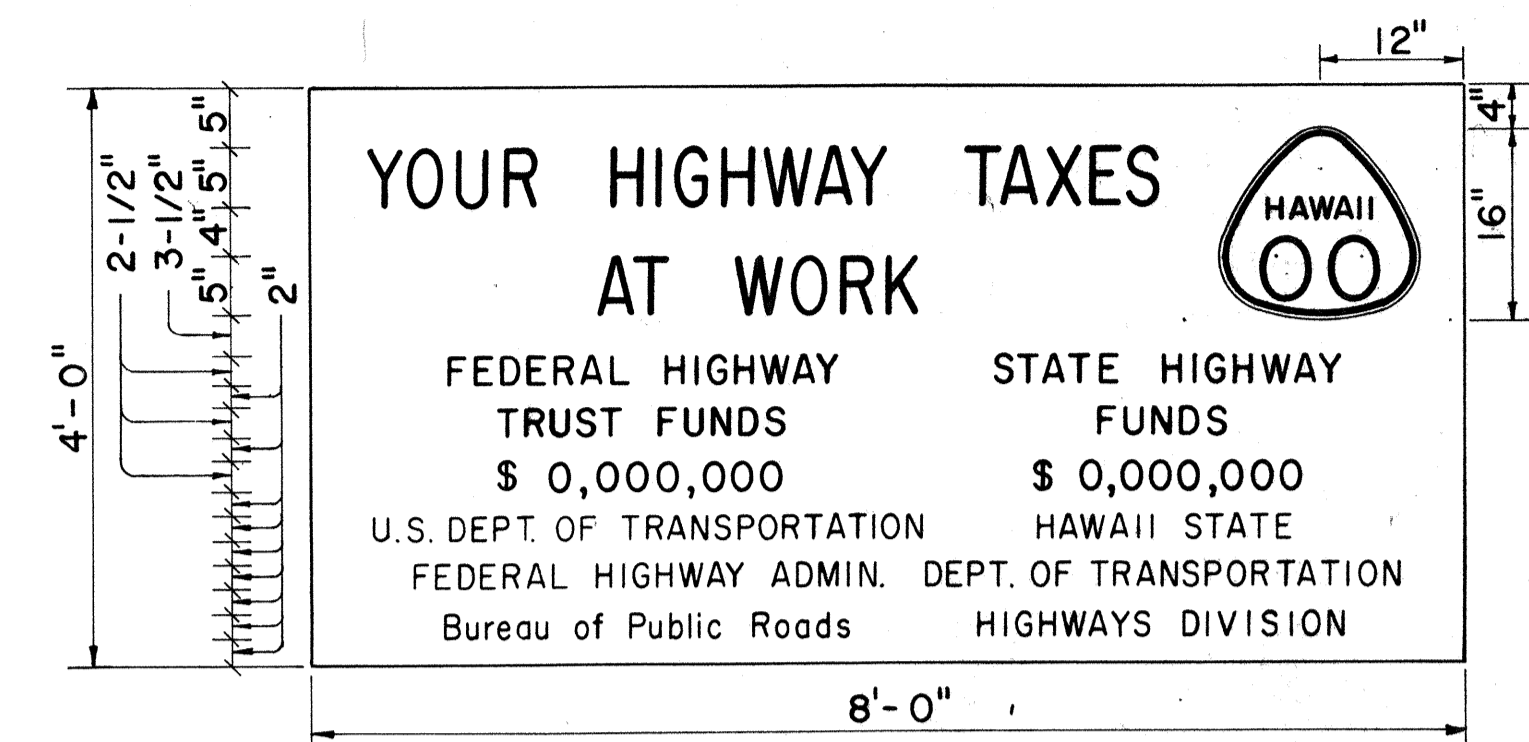 12"
4"
16"
5"
5"
4"
5"
2-1/2"
3-1/2"
2"
4'-0"
YOUR HIGHWAY TAXES
AT WORK
HAWAII
00
FEDERAL HIGHWAY
TRUST FUNDS
$ 0,000,000
U.S. DEPT. OF TRANSPORTATION
FEDERAL HIGHWAY ADMIN.
Bureau of Public Roads
STATE HIGHWAY
FUNDS
$ 0,000,000
HAWAII STATE
DEPT. OF TRANSPORTATION
HIGHWAYS DIVISION
8'-0"